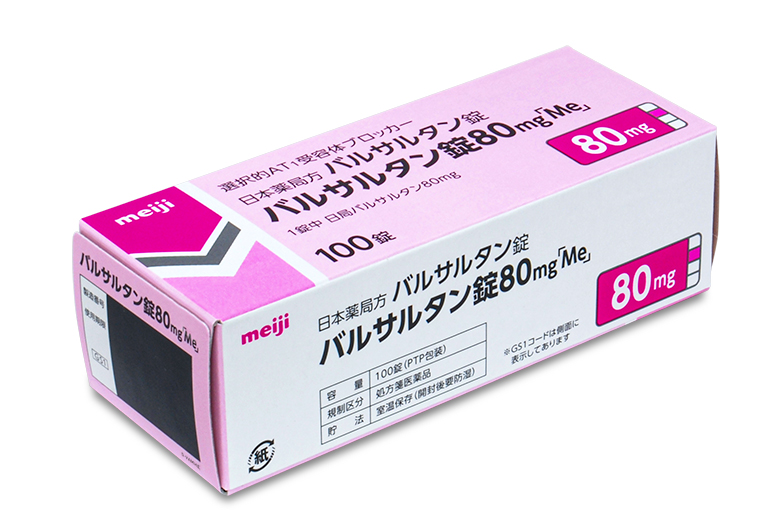 選択的AT1受容体ブロッカー
日本薬局方 バルサルタン錠
バルサルタン錠80mg「Me」
1錠中 日局バルサルタン80mg
100錠
80mg
meiji
バルサルタン錠80mg「Me」
製造番号
使用期限
meiji
日本薬局方 バルサルタン錠
バルサルタン錠80mg「Me」
80mg
容 量 100錠(PTP包装)
規制区分 処方箋医薬品
貯 法 室温保存(開封後要防湿)
※GS1コードは側面に
表示してあります
紙